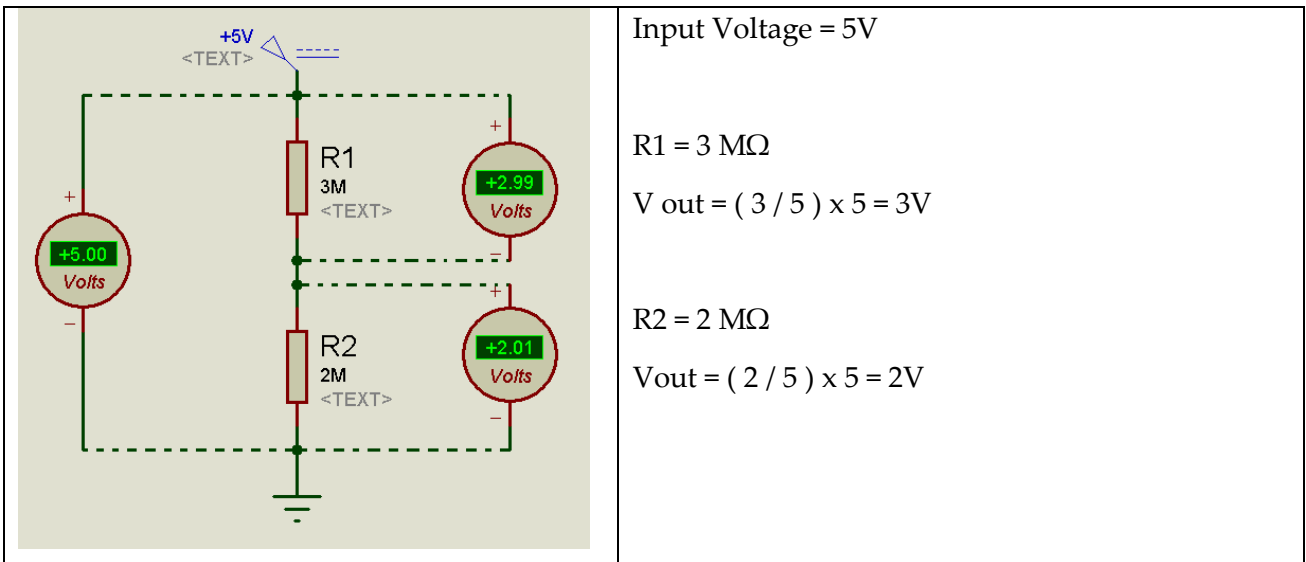 +5V
<TEXT>
+
R1
3M
<TEXT>
+2.99
Volts
−
+
+5.00
Volts
−
+
R2
2M
<TEXT>
+2.01
Volts
−
Input Voltage = 5V
R1 = 3 MΩ
V out = ( 3 / 5 ) x 5 = 3V
R2 = 2 MΩ
Vout = ( 2 / 5 ) x 5 = 2V